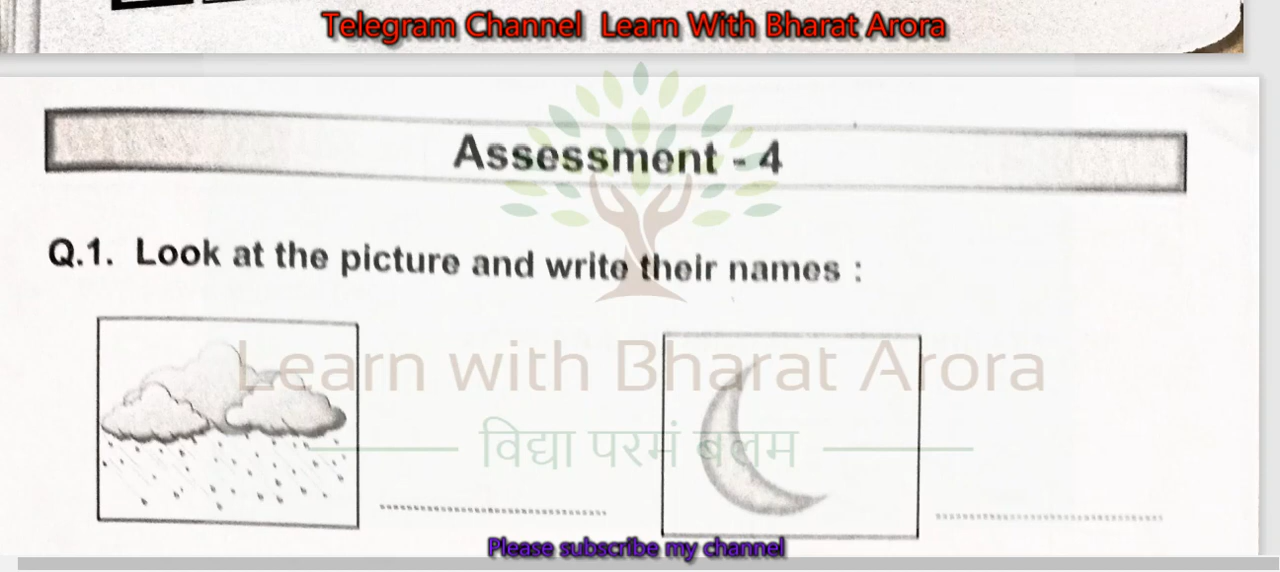 Telegram Channel Learn With Bharat Arora
Assessment - 4
Q.1. Look at the picture and write their names :
Learn with Bharat Arora
विद्या परमं बलम
Please subscribe my channel